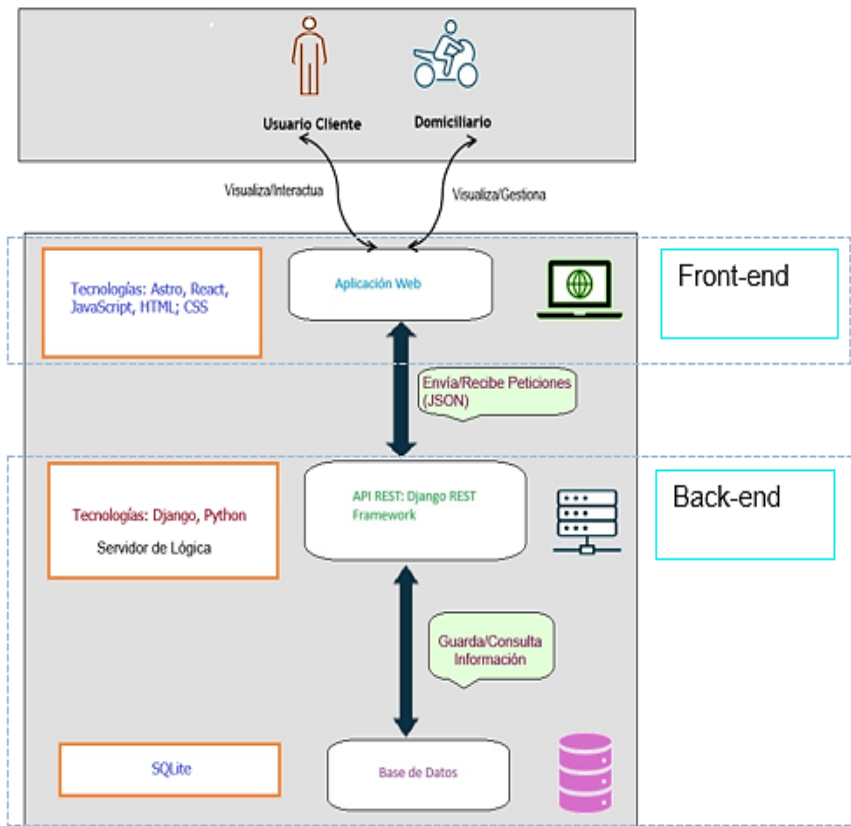 Usuario Cliente
Domiciliario
Visualiza/Interactua
Visualiza/Gestiona
Tecnologías: Astro, React,
JavaScript, HTML; CSS
Aplicación Web
Front-end
Envía/Recibe Peticiones
(JSON)
Tecnologías: Django, Python
Servidor de Lógica
API REST: Django REST
Framework
Back-end
Guarda/Consulta
Información
SQLite
Base de Datos